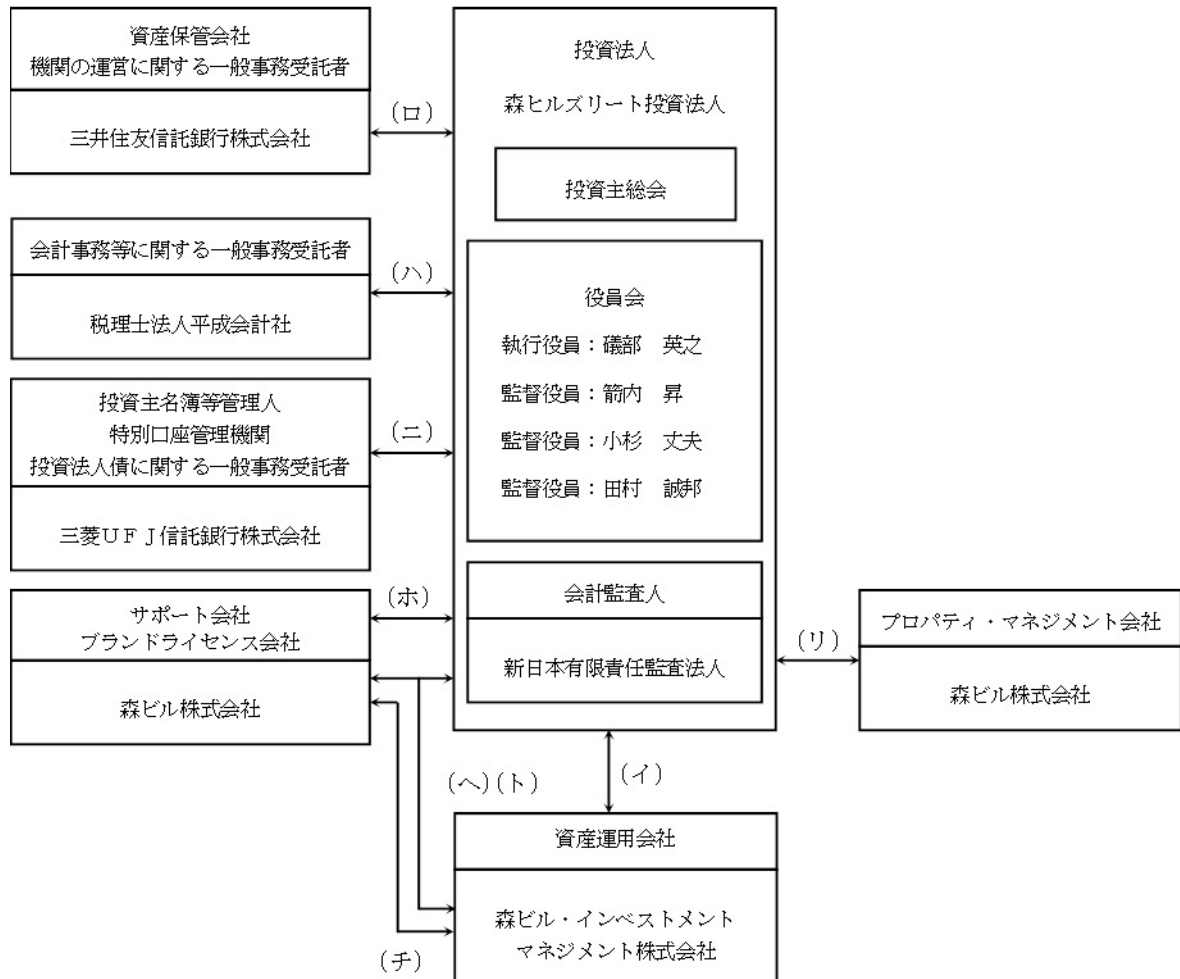 資産保管会社
機関の運営に関する一般事務受託者
三井住友信託銀行株式会社
(ロ)
会計事務等に関する一般事務受託者
税理士法人平成会計社
(ハ)
投資主名簿等管理人
特別口座管理機関
投資法人債に関する一般事務受託者
三菱UFJ信託銀行株式会社
(ニ)
サポート会社
ブランドライセンス会社
森ビル株式会社
(ホ)
投資法人
森ヒルズリート投資法人
投資主総会
役員会
執行役員:礒部 英之
監督役員:箭内 昇
監督役員:小杉 丈夫
監督役員:田村 誠邦
会計監査人
新日本有限責任監査法人
(リ)
プロパティ・マネジメント会社
森ビル株式会社
(ヘ)(ト)
(イ)
資産運用会社
森ビル・インベストメント
マネジメント株式会社
(チ)